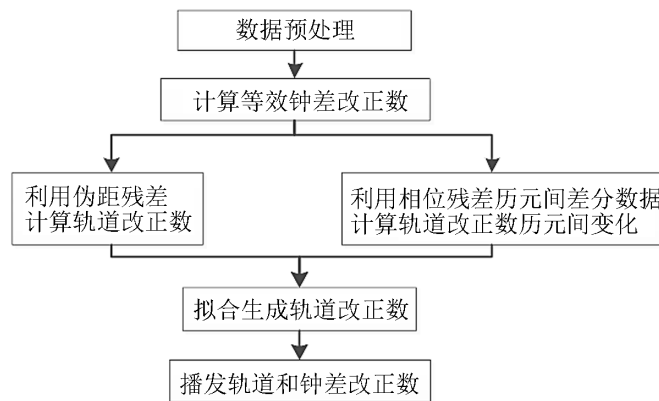 数据预处理
计算等效钟差改正数
利用伪距残差
计算轨道改正数
利用相位残差历元间差分数据
计算轨道改正数历元间变化
拟合生成轨道改正数
播发轨道和钟差改正数